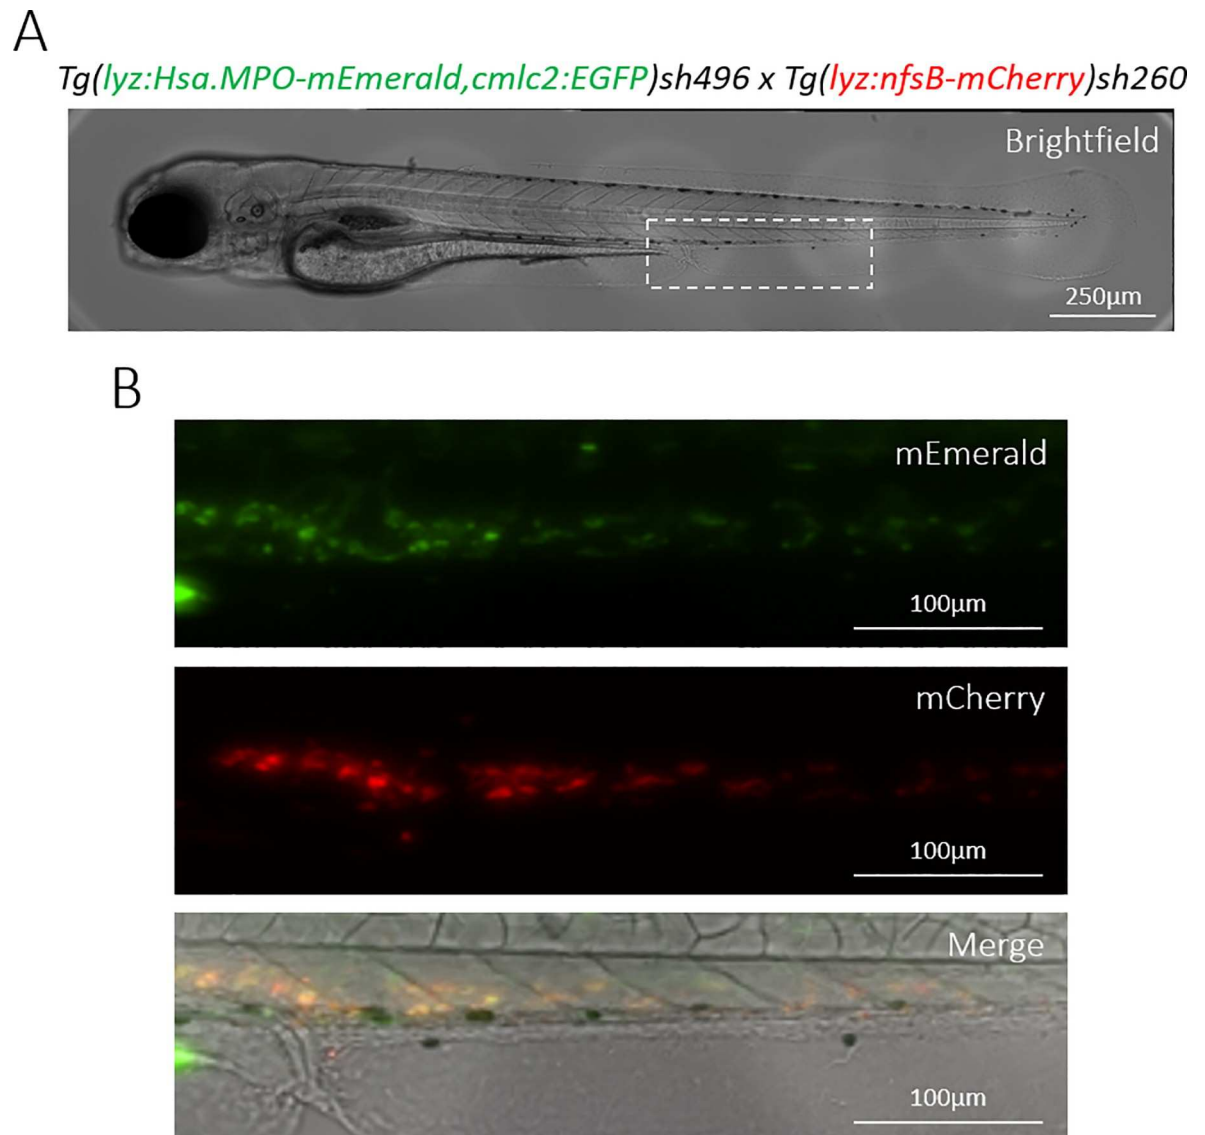 A
Tg(lyz:Hsa.MPO-mEmerald,cmlc2:EGFP)sh496 x Tg(lyz:nfsB-mCherry)sh260
Brightfield
250µm
B
mEmerald
100µm
mCherry
100µm
Merge
100µm